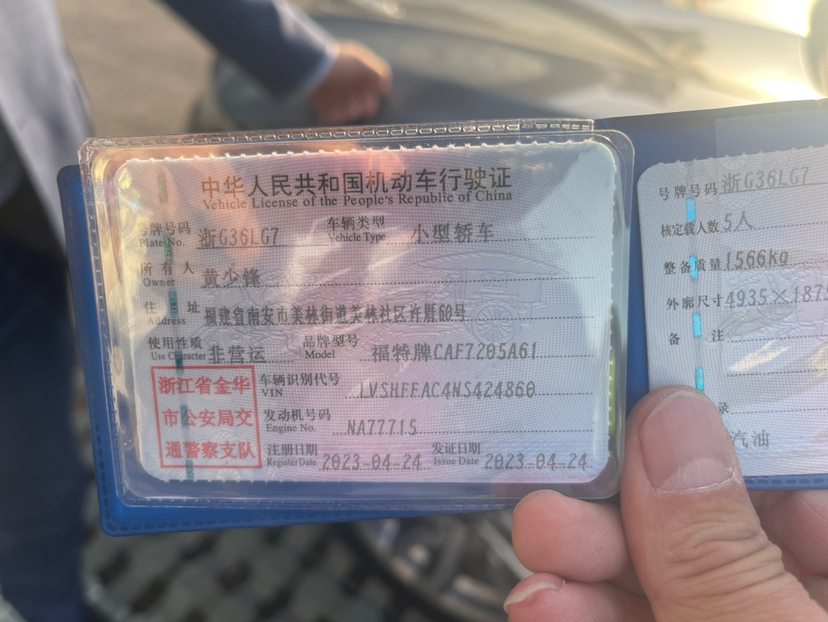 中华人民共和国机动车行驶证
Vehicle License of the People's Republic of China
号牌号码 浙G36LG7 车辆类型 小型轿车
Plate No. Vehicle Type
所有人 黄少锋
Owner
住址 福建省南安市美林街道美林社区许厝60号
Address
使用性质 非营运 品牌型号 福特牌CAF7205A61
Use Character Model
浙江省金华
市公安局交
通警察支队
车辆识别代号 LVSHFFAC4NS424860
VIN
发动机号码 NA77715
Engine No.
注册日期 2023-04-24 发证日期 2023-04-24
Register Date Issue Date
号牌号码 浙G36LG7
核定载人数 5人
整备质量 1566kg
外廓尺寸 4935×187
备注
录
汽油